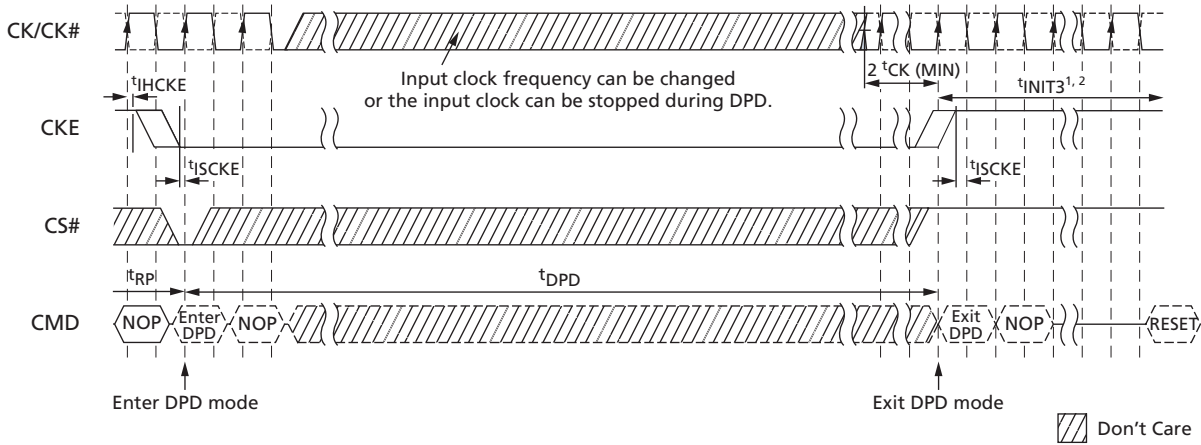 CK/CK#
Input clock frequency can be changed
or the input clock can be stopped during DPD.
2 tCK (MIN)
tINIT31, 2
tIHCKE
CKE
tISCKE
tISCKE
CS#
tRP
tDPD
CMD
NOP
Enter
DPD
NOP
Exit
DPD
NOP
RESET
Enter DPD mode
Exit DPD mode
Don't Care